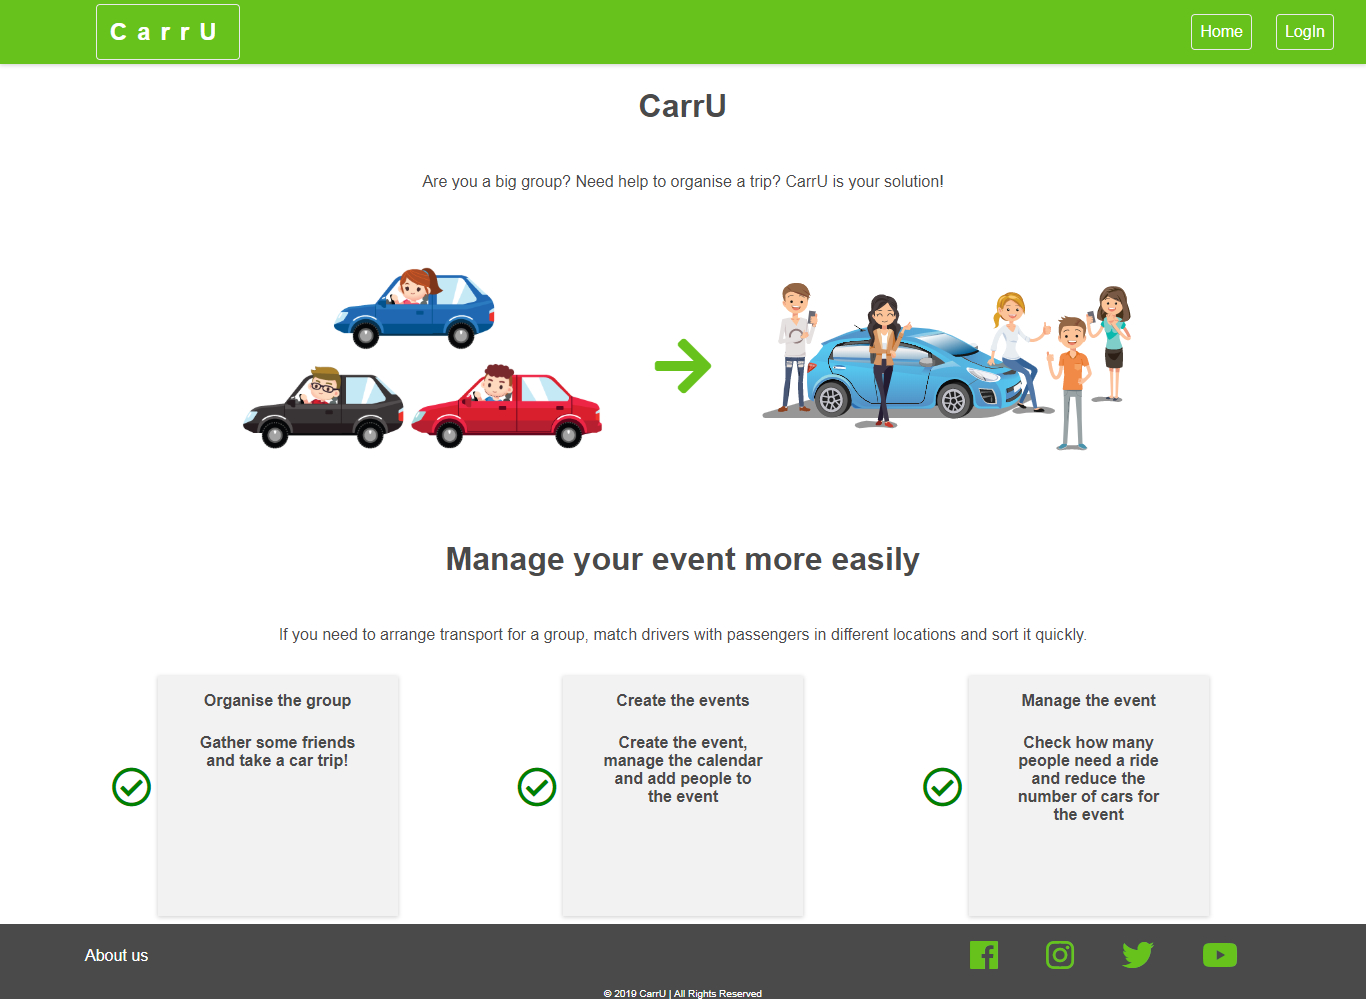 CarrU
Home
LogIn
CarrU
Are you a big group? Need help to organise a trip? CarrU is your solution!
Manage your event more easily
If you need to arrange transport for a group, match drivers with passengers in different locations and sort it quickly.
Organise the group
Gather some friends
and take a car trip!
Create the events
Create the event,
manage the calendar
and add people to
the event
Manage the event
Check how many
people need a ride
and reduce the
number of cars for
the event
About us
© 2019 CarrU | All Rights Reserved